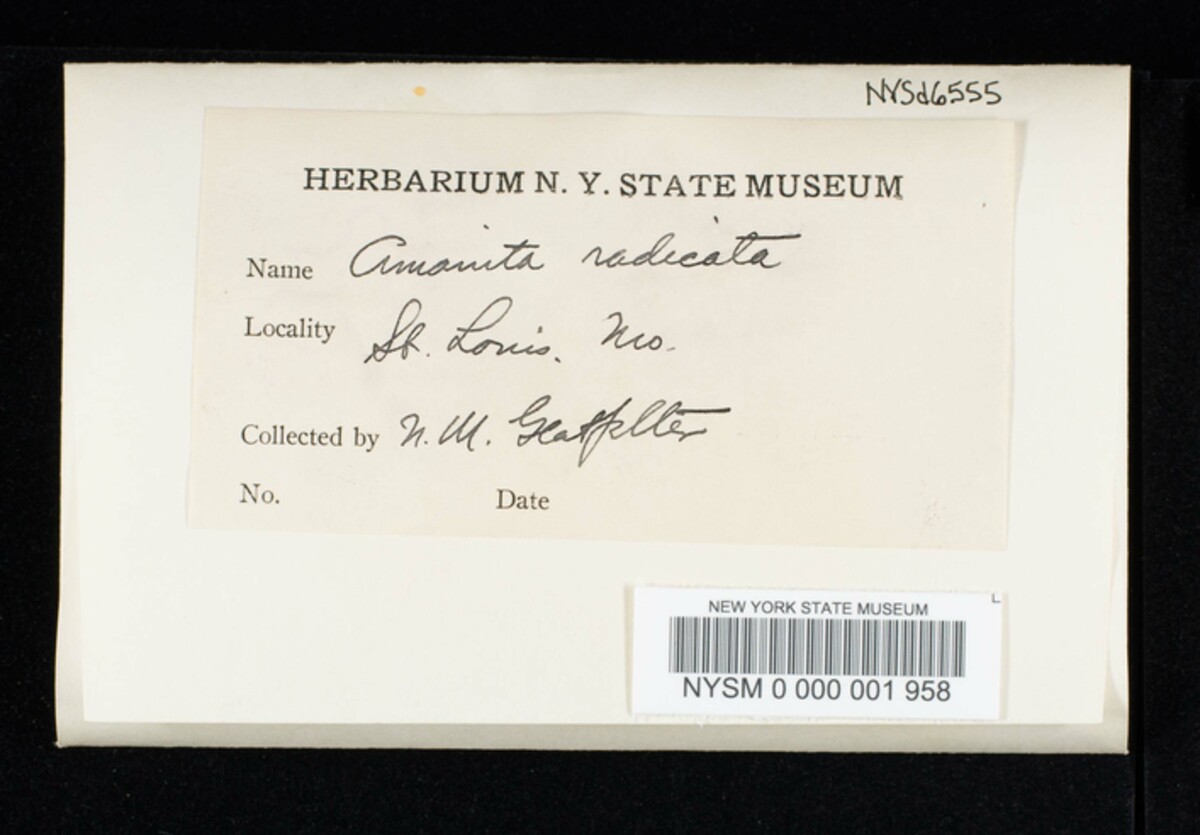 NYSd6555
HERBARIUM N. Y. STATE MUSEUM
Name Amanita radicata
Locality St. Louis. Mo.
Collected by N. M. Glatfelter
No. Date
L
NEW YORK STATE MUSEUM
NYSM 0 000 001 958